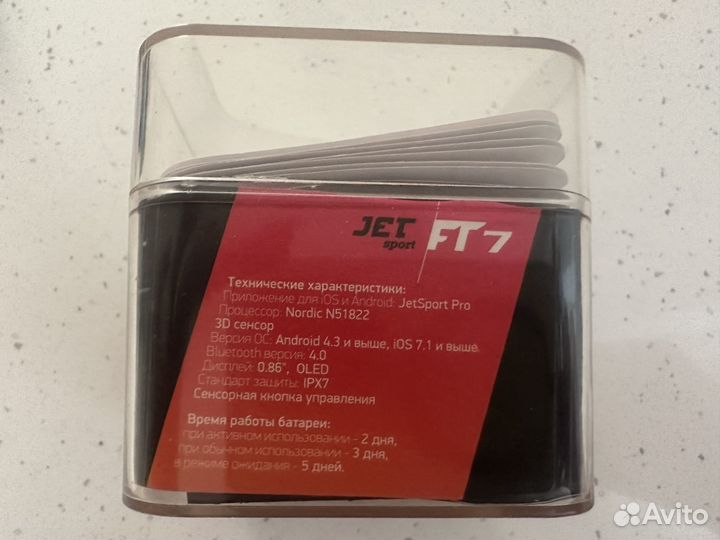 JET
sport
FT 7
Технические характеристики:
Приложение для iOS и Android: JetSport Pro
Процессор: Nordic N51822
3D сенсор
Версия ОС: Android 4.3 и выше, iOS 7.1 и выше
Bluetooth версия: 4.0
Дисплей: 0.86", OLED
Стандарт защиты: IPX7
Сенсорная кнопка управления
Время работы батареи:
при активном использовании - 2 дня,
при обычном использовании - 3 дня,
в режиме ожидания - 5 дней.
Avito